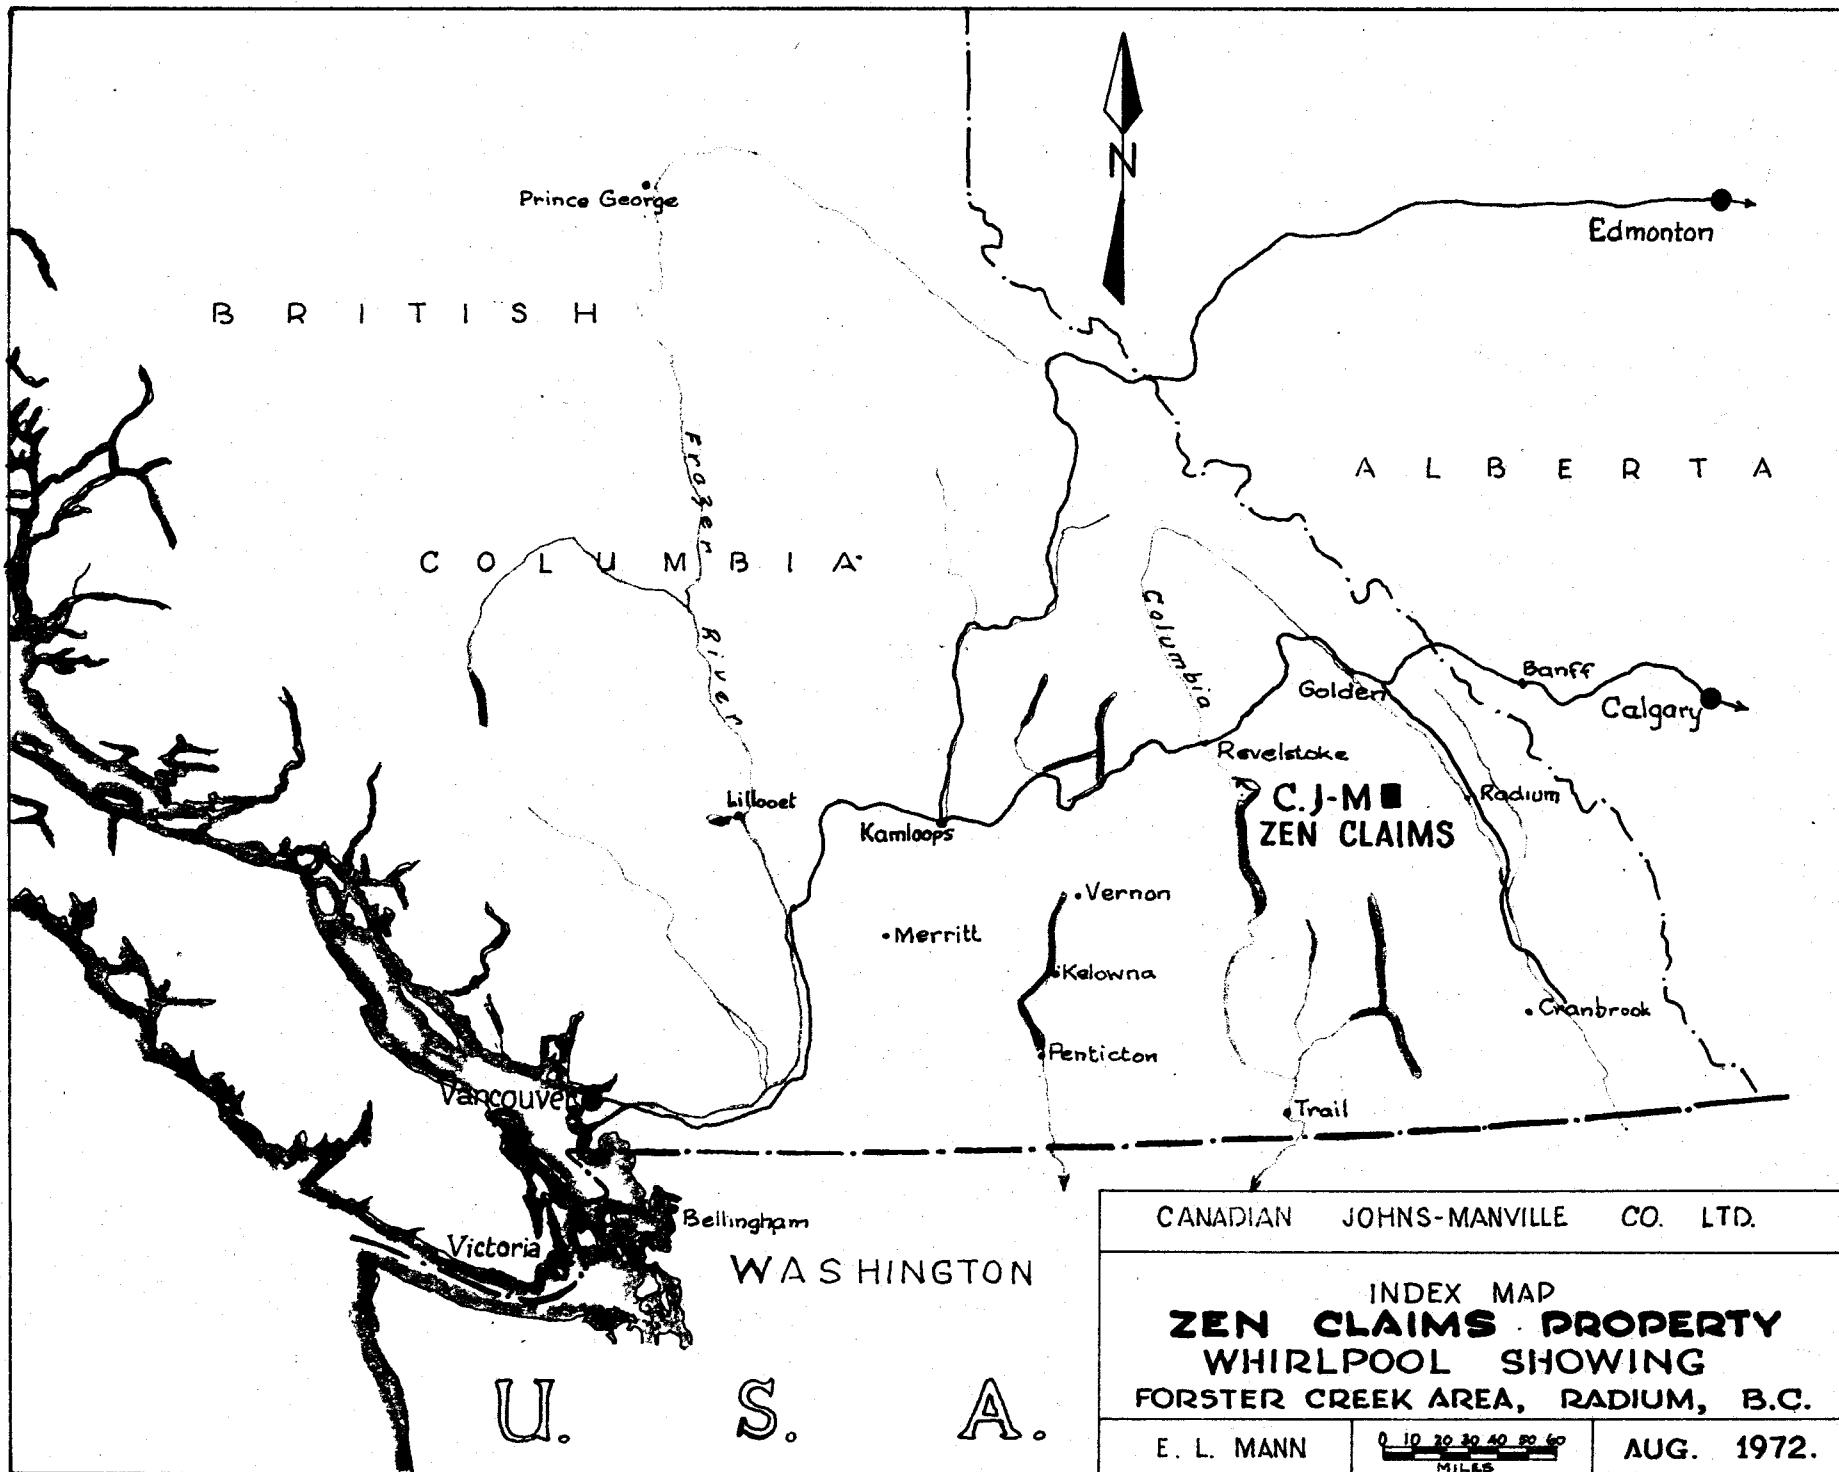 N
Prince George
Edmonton
BRITISH
Frazer River
ALBERTA
COLUMBIA
Columbia
Banff
Golden
Calgary
Revelstoke
C.J-M
ZEN CLAIMS
Radium
Lillooet
Kamloops
Vernon
Merritt
Kelowna
Cranbrook
Penticton
Vancouver
Trail
Bellingham
Victoria
WASHINGTON
U. S. A.
CANADIAN JOHNS-MANVILLE CO. LTD.
INDEX MAP
ZEN CLAIMS PROPERTY
WHIRLPOOL SHOWING
FORSTER CREEK AREA, RADIUM, B.C.
E. L. MANN
0 10 20 30 40 50 60
MILES
AUG. 1972.